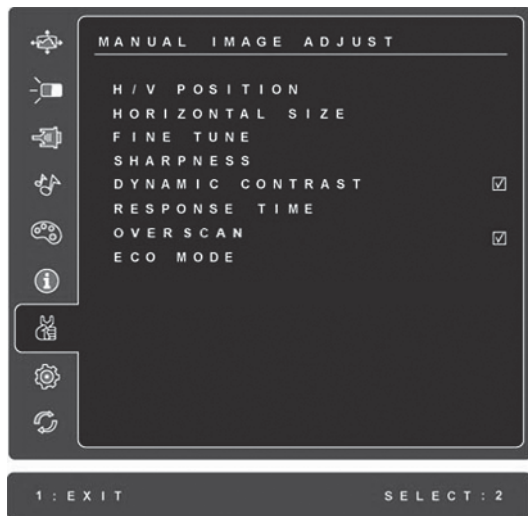 MANUAL IMAGE ADJUST
H/V POSITION
HORIZONTAL SIZE
FINE TUNE
SHARPNESS
DYNAMIC CONTRAST ☑
RESPONSE TIME
OVERSCAN ☑
ECO MODE
1:EXIT SELECT:2